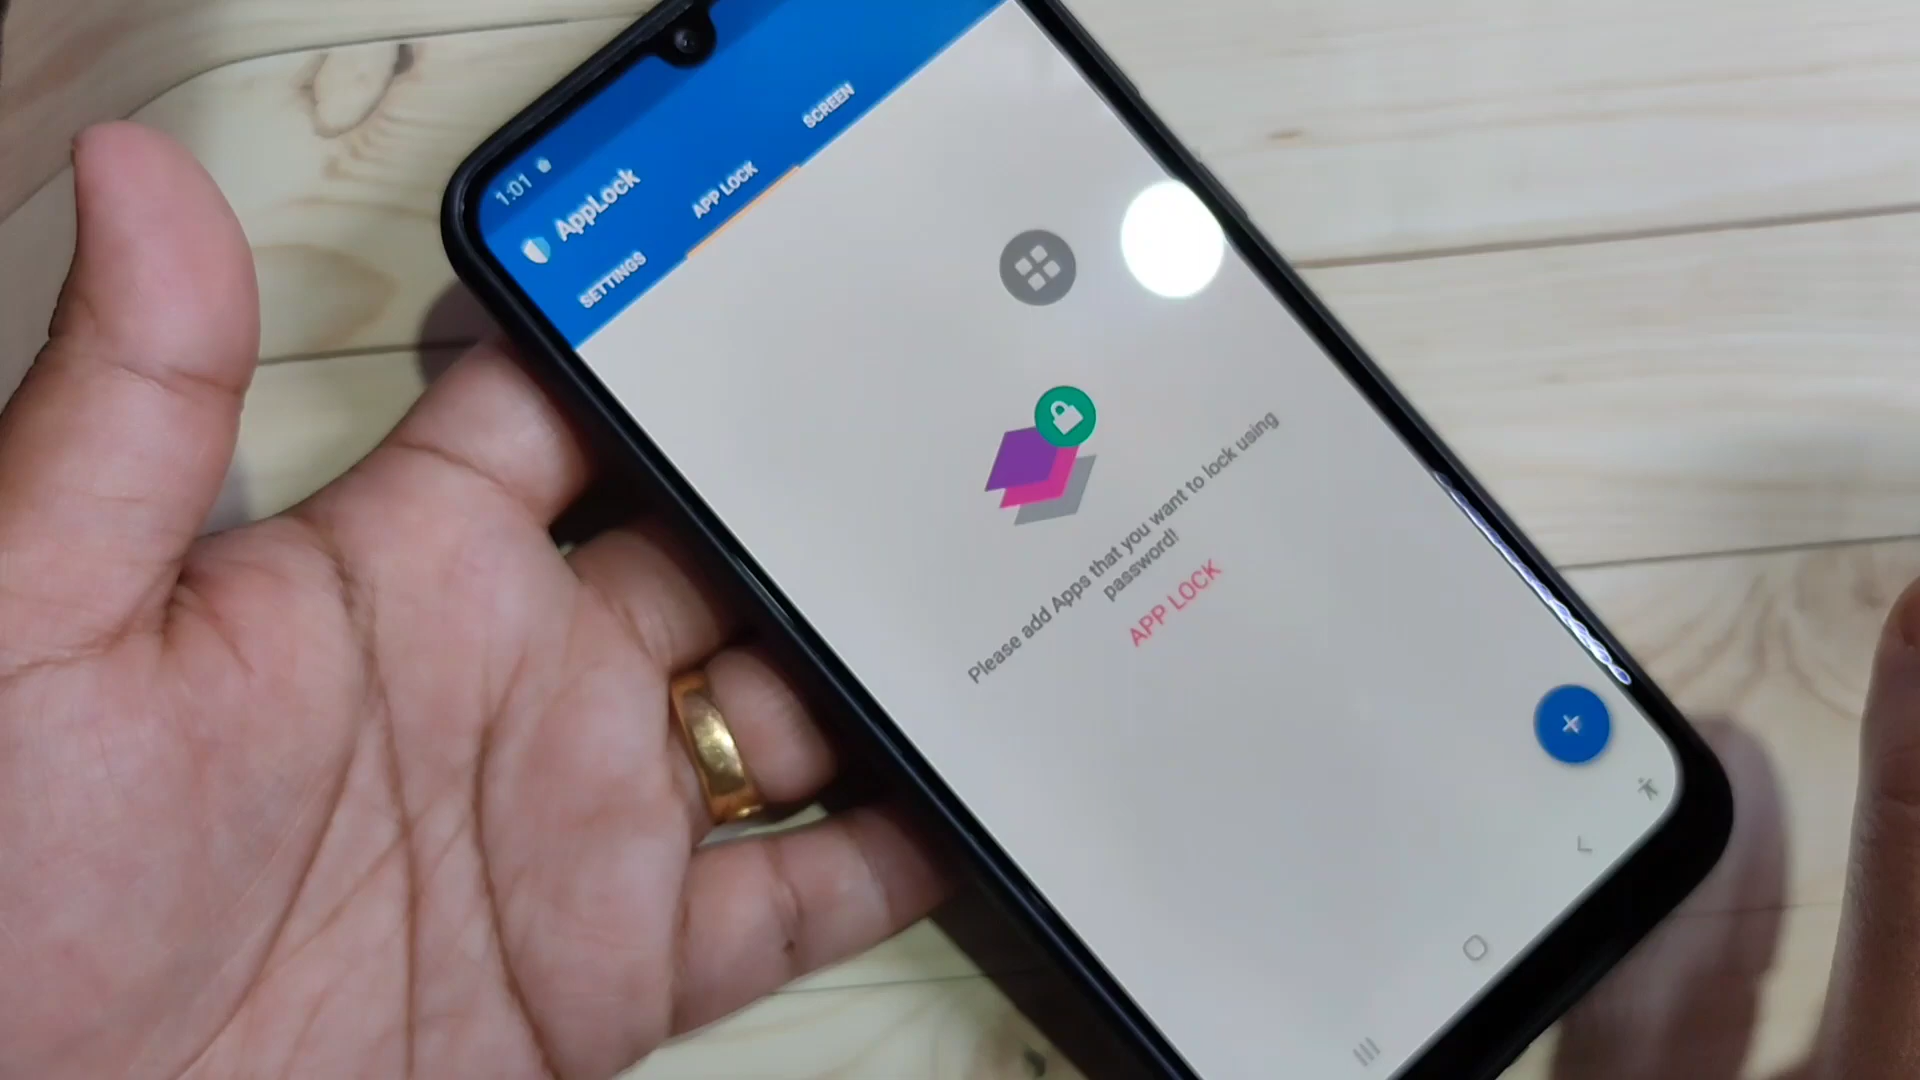 1:01
AppLock
SETTINGS
APP LOCK
SCREEN
Please add Apps that you want to lock using
password!
APP LOCK